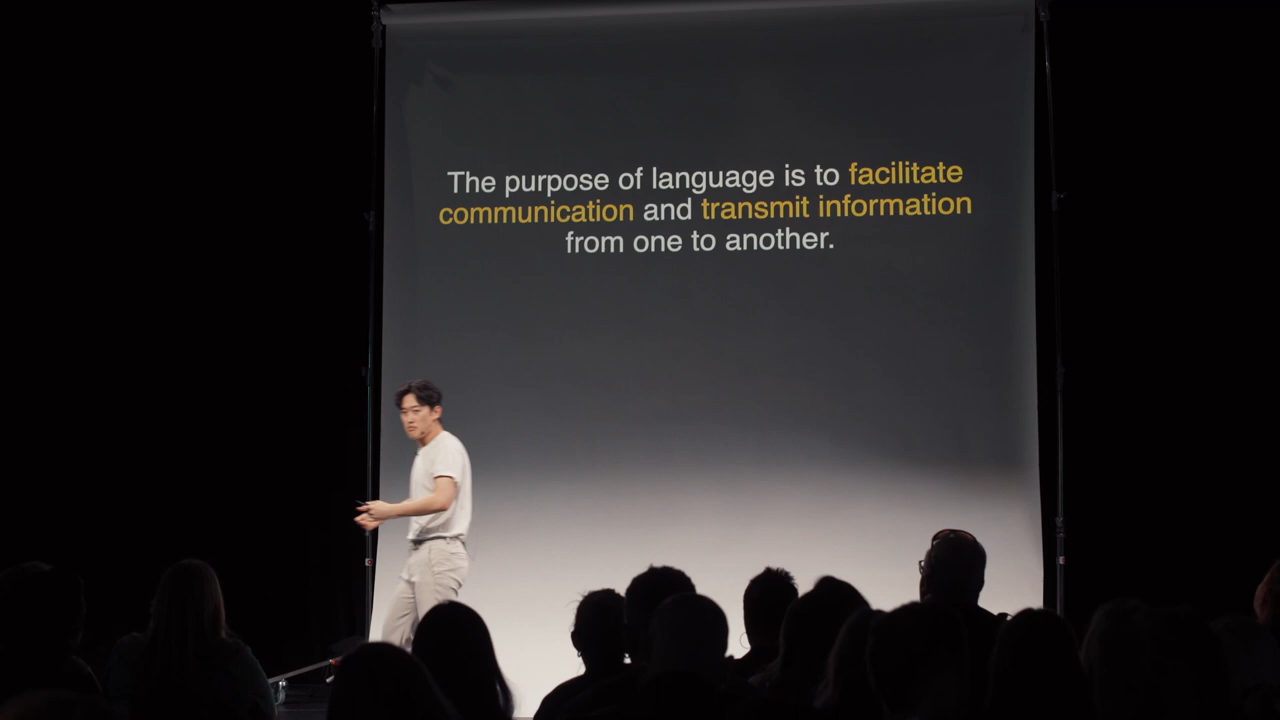 The purpose of language is to facilitate
communication and transmit information
from one to another.